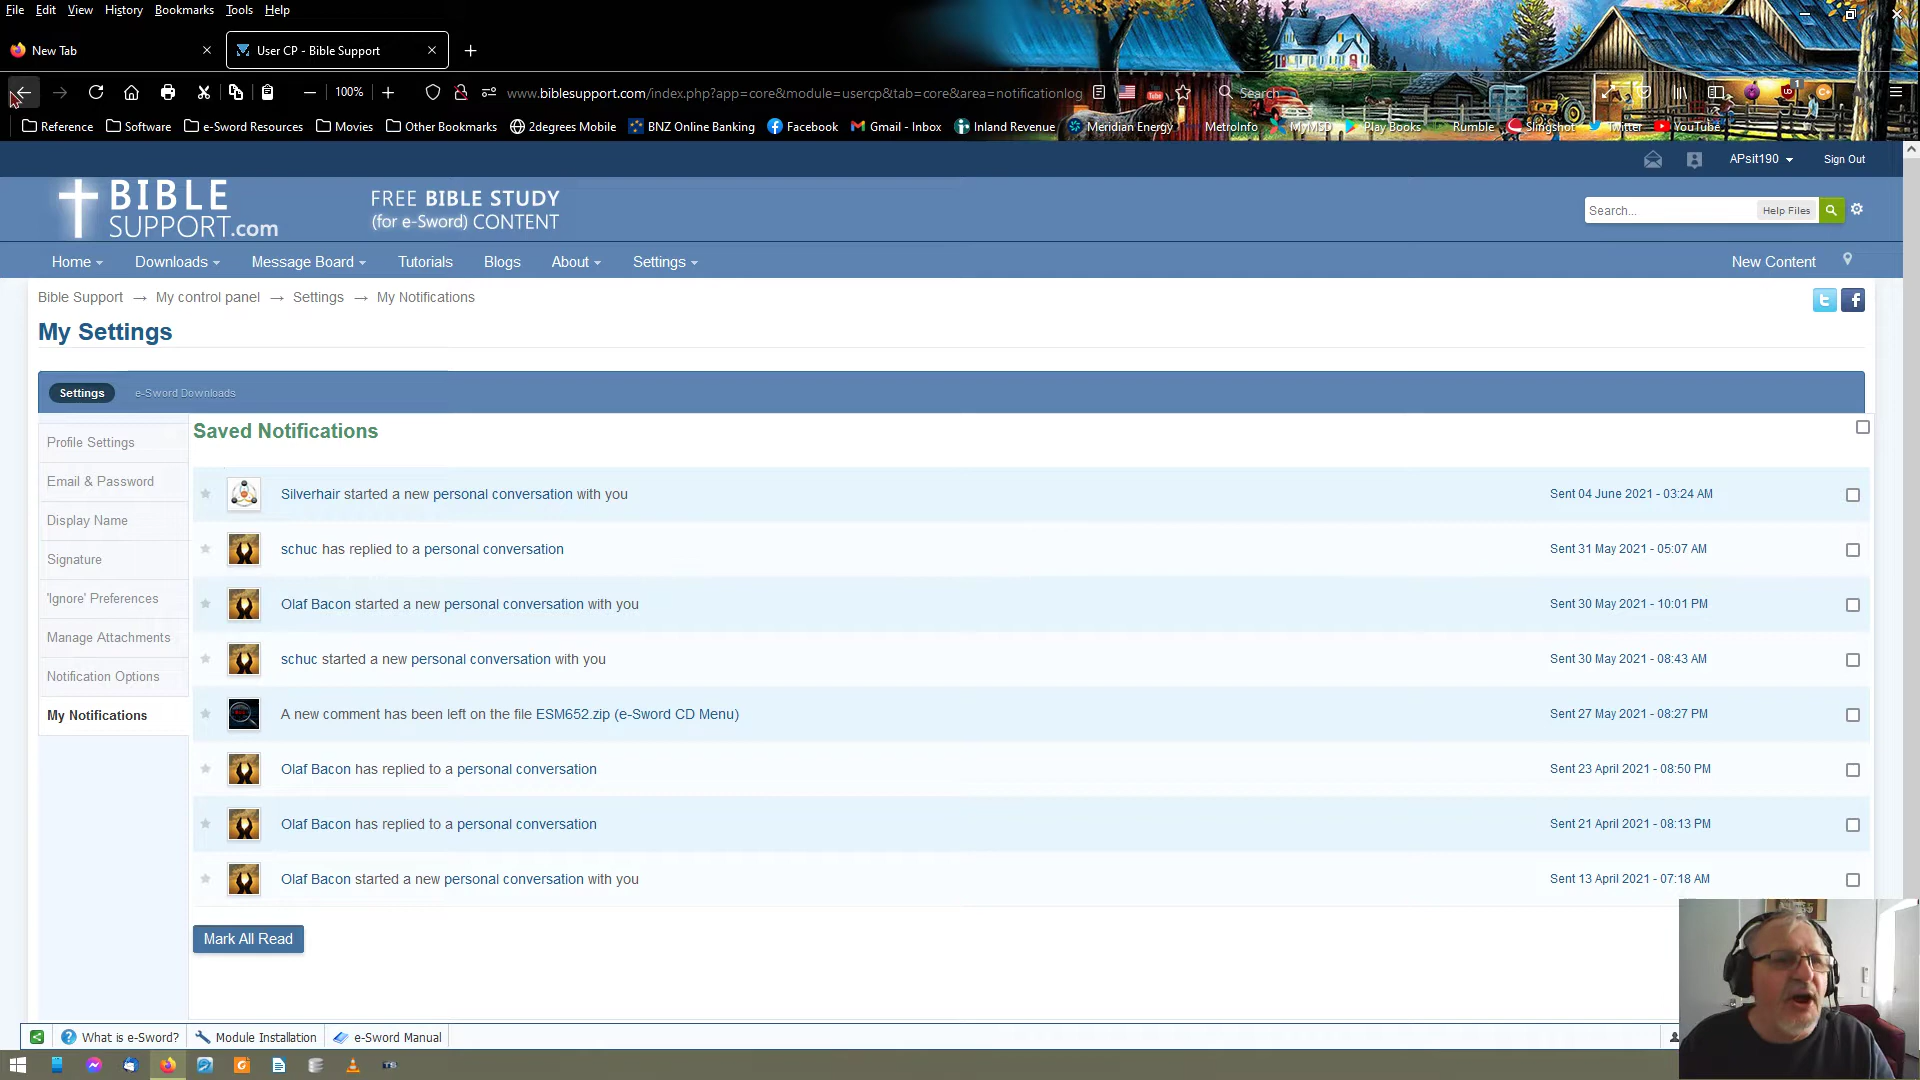 File Edit View History Bookmarks Tools Help
New Tab
User CP - Bible Support
100%
www.biblesupport.com/index.php?app=core&module=usercp&tab=core&area=notificationlog
Search
Reference Software e-Sword Resources Movies Other Bookmarks 2degrees Mobile BNZ Online Banking Facebook Gmail - Inbox Inland Revenue Meridian Energy MetroInfo MyMSD Play Books Rumble Slingshot Twitter YouTube
APsit190 Sign Out
BIBLE
SUPPORT.com
FREE BIBLE STUDY
(for e-Sword) CONTENT
Search... Help Files
Home Downloads Message Board Tutorials Blogs About Settings New Content
Bible Support → My control panel → Settings → My Notifications
My Settings
Settings e-Sword Downloads
Profile Settings
Email & Password
Display Name
Signature
'Ignore' Preferences
Manage Attachments
Notification Options
My Notifications
Saved Notifications
Silverhair started a new personal conversation with you Sent 04 June 2021 - 03:24 AM
schuc has replied to a personal conversation Sent 31 May 2021 - 05:07 AM
Olaf Bacon started a new personal conversation with you Sent 30 May 2021 - 10:01 PM
schuc started a new personal conversation with you Sent 30 May 2021 - 08:43 AM
A new comment has been left on the file ESM652.zip (e-Sword CD Menu) Sent 27 May 2021 - 08:27 PM
Olaf Bacon has replied to a personal conversation Sent 23 April 2021 - 08:50 PM
Olaf Bacon has replied to a personal conversation Sent 21 April 2021 - 08:13 PM
Olaf Bacon started a new personal conversation with you Sent 13 April 2021 - 07:18 AM
Mark All Read
What is e-Sword? Module Installation e-Sword Manual